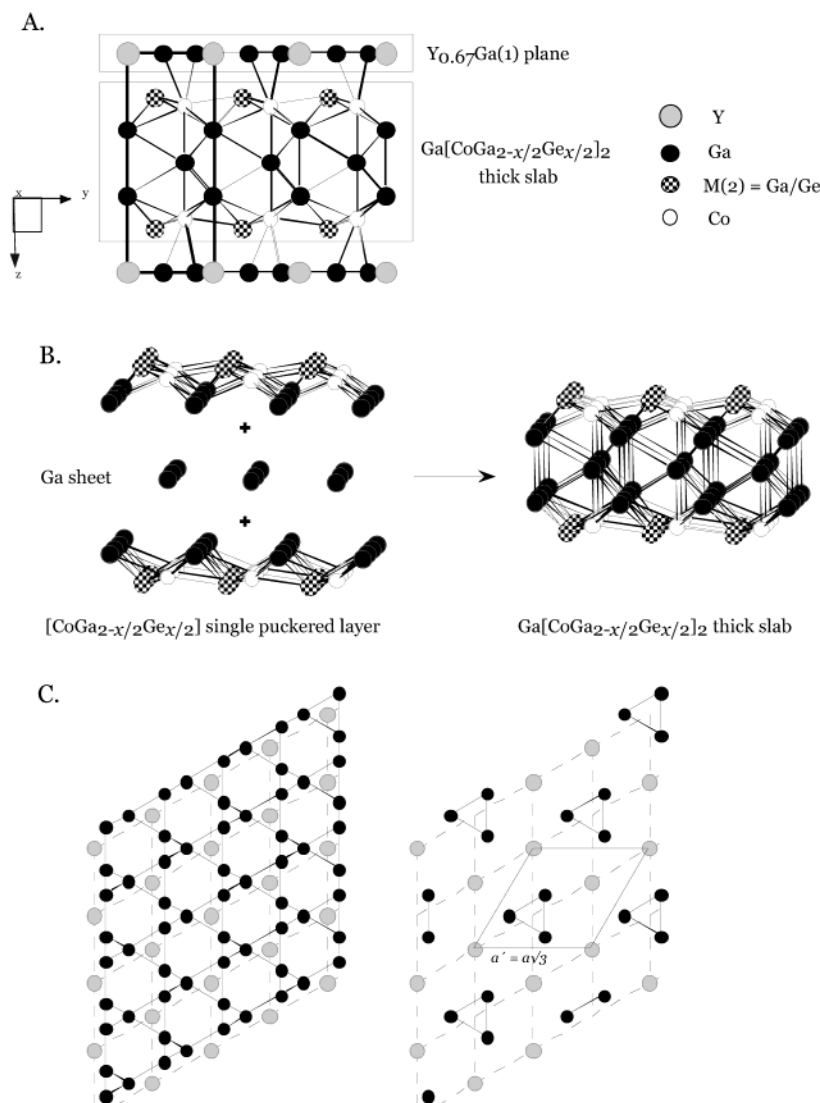 A.
Y0.67Ga(1) plane
Ga[CoGa2-x/2Gex/2]2
thick slab
Y
Ga
M(2) = Ga/Ge
Co
x
y
z
B.
Ga sheet
+
+
[CoGa2-x/2Gex/2] single puckered layer
Ga[CoGa2-x/2Gex/2]2 thick slab
C.
a´ = a√3